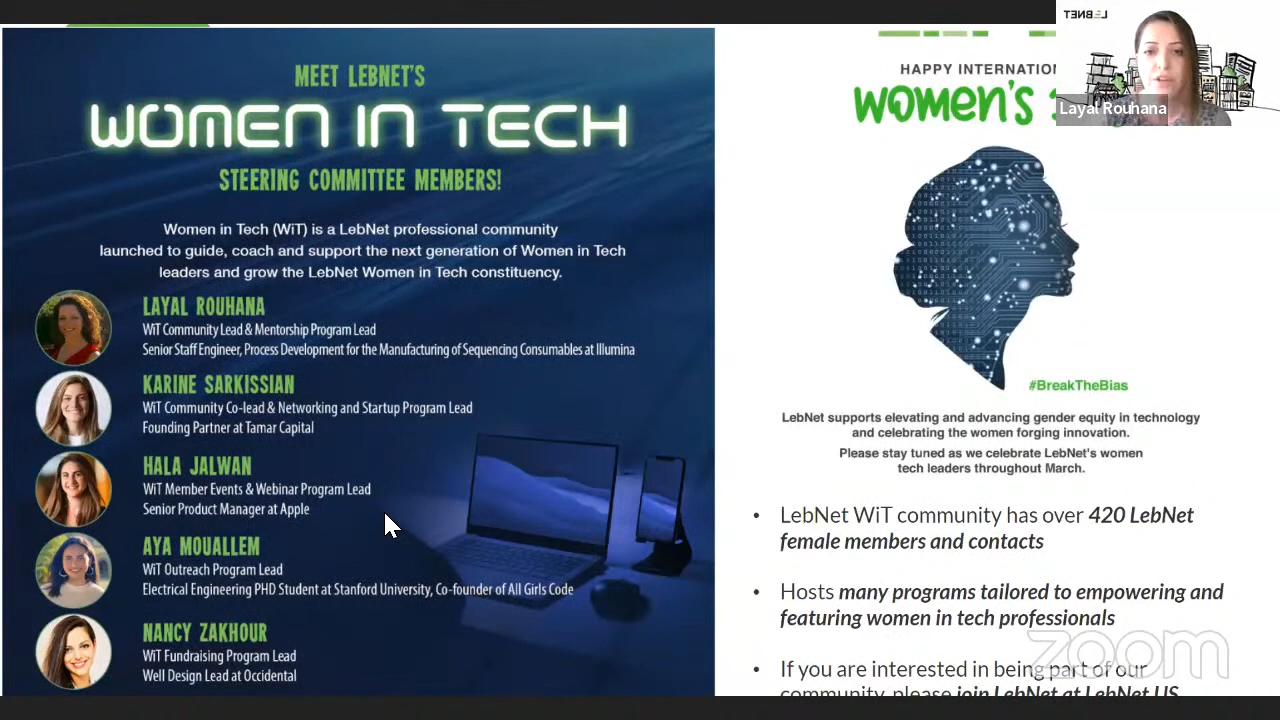 MEET LEBNET'S
WOMEN IN TECH
STEERING COMMITTEE MEMBERS!
Women in Tech (WiT) is a LebNet professional community
launched to guide, coach and support the next generation of Women in Tech
leaders and grow the LebNet Women in Tech constituency.
LAYAL ROUHANA
WiT Community Lead & Mentorship Program Lead
Senior Staff Engineer, Process Development for the Manufacturing of Sequencing Consumables at Illumina
KARINE SARKISSIAN
WiT Community Co-lead & Networking and Startup Program Lead
Founding Partner at Tamar Capital
HALA JALWAN
WiT Member Events & Webinar Program Lead
Senior Product Manager at Apple
AYA MOUALLEM
WiT Outreach Program Lead
Electrical Engineering PHD Student at Stanford University, Co-founder of All Girls Code
NANCY ZAKHOUR
WiT Fundraising Program Lead
Well Design Lead at Occidental
HAPPY INTERNATION
WOMEN'S
#BreakTheBias
LebNet supports elevating and advancing gender equity in technology
and celebrating the women forging innovation.
Please stay tuned as we celebrate LebNet's women
tech leaders throughout March.
• LebNet WiT community has over 420 LebNet
female members and contacts
• Hosts many programs tailored to empowering and
featuring women in tech professionals
• If you are interested in being part of our
community, please join LebNet at LebNet US
LEBNET
Layal Rouhana
zoom